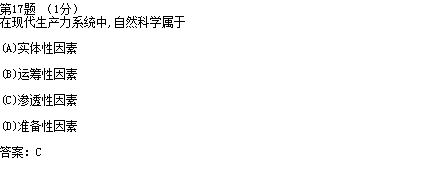 第17题 （1分）
在现代生产力系统中,自然科学属于
(A)实体性因素
(B)运筹性因素
(C)渗透性因素
(D)准备性因素
答案：C